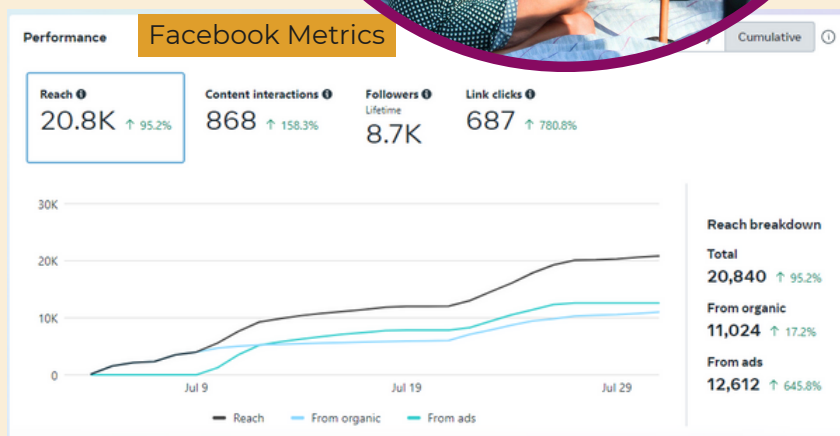 Performance
Facebook Metrics
Cumulative
Reach
20.8K ↑ 95.2%
Content interactions
868 ↑ 158.3%
Followers
Lifetime
8.7K
Link clicks
687 ↑ 780.8%
30K
20K
10K
0
Jul 9
Jul 19
Jul 29
Reach
From organic
From ads
Reach breakdown
Total
20,840 ↑ 95.2%
From organic
11,024 ↑ 17.2%
From ads
12,612 ↑ 645.8%